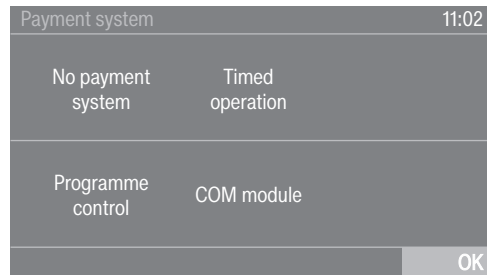 Payment system 11:02
No payment Timed
system operation
Programme
control COM module
OK